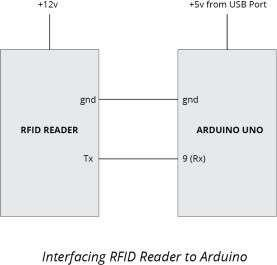 +12v
+5v from USB Port
gnd
gnd
RFID READER
ARDUINO UNO
Tx
9 (Rx)
Interfacing RFID Reader to Arduino